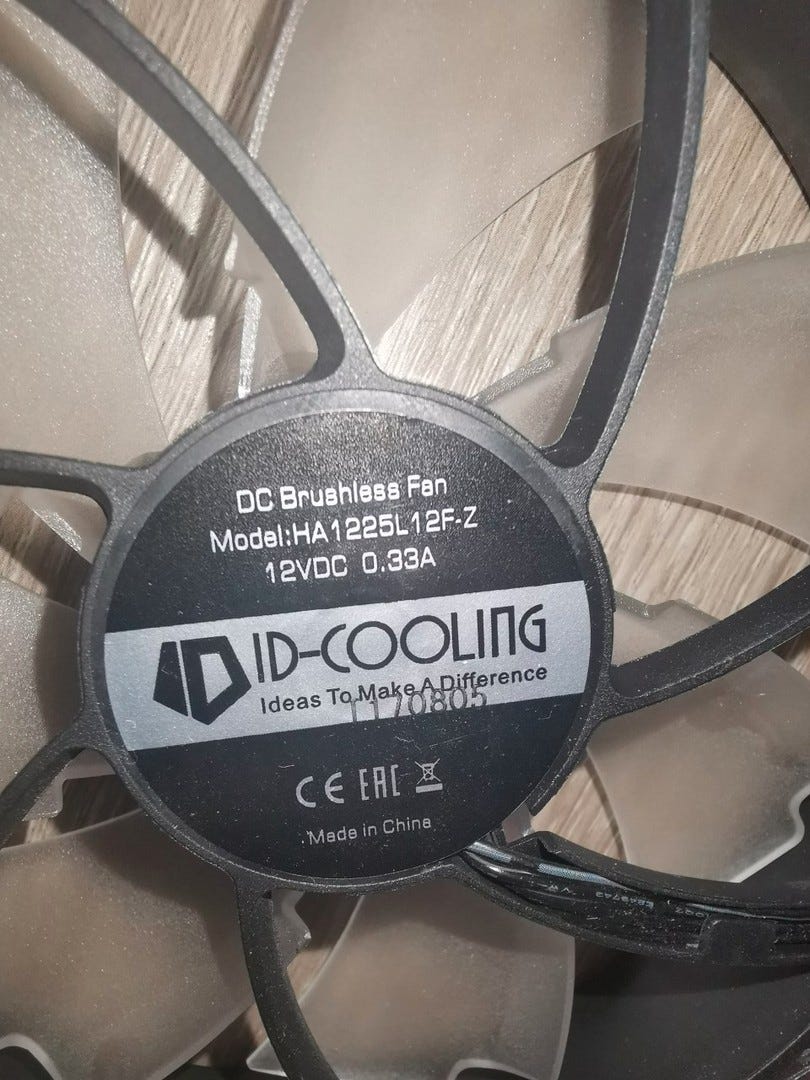 DC Brushless Fan
Model:HA1225L12F-Z
12VDC 0.33A
ID ID-COOLING
Ideas To Make A Difference
T170805
CE EAC
Made in China